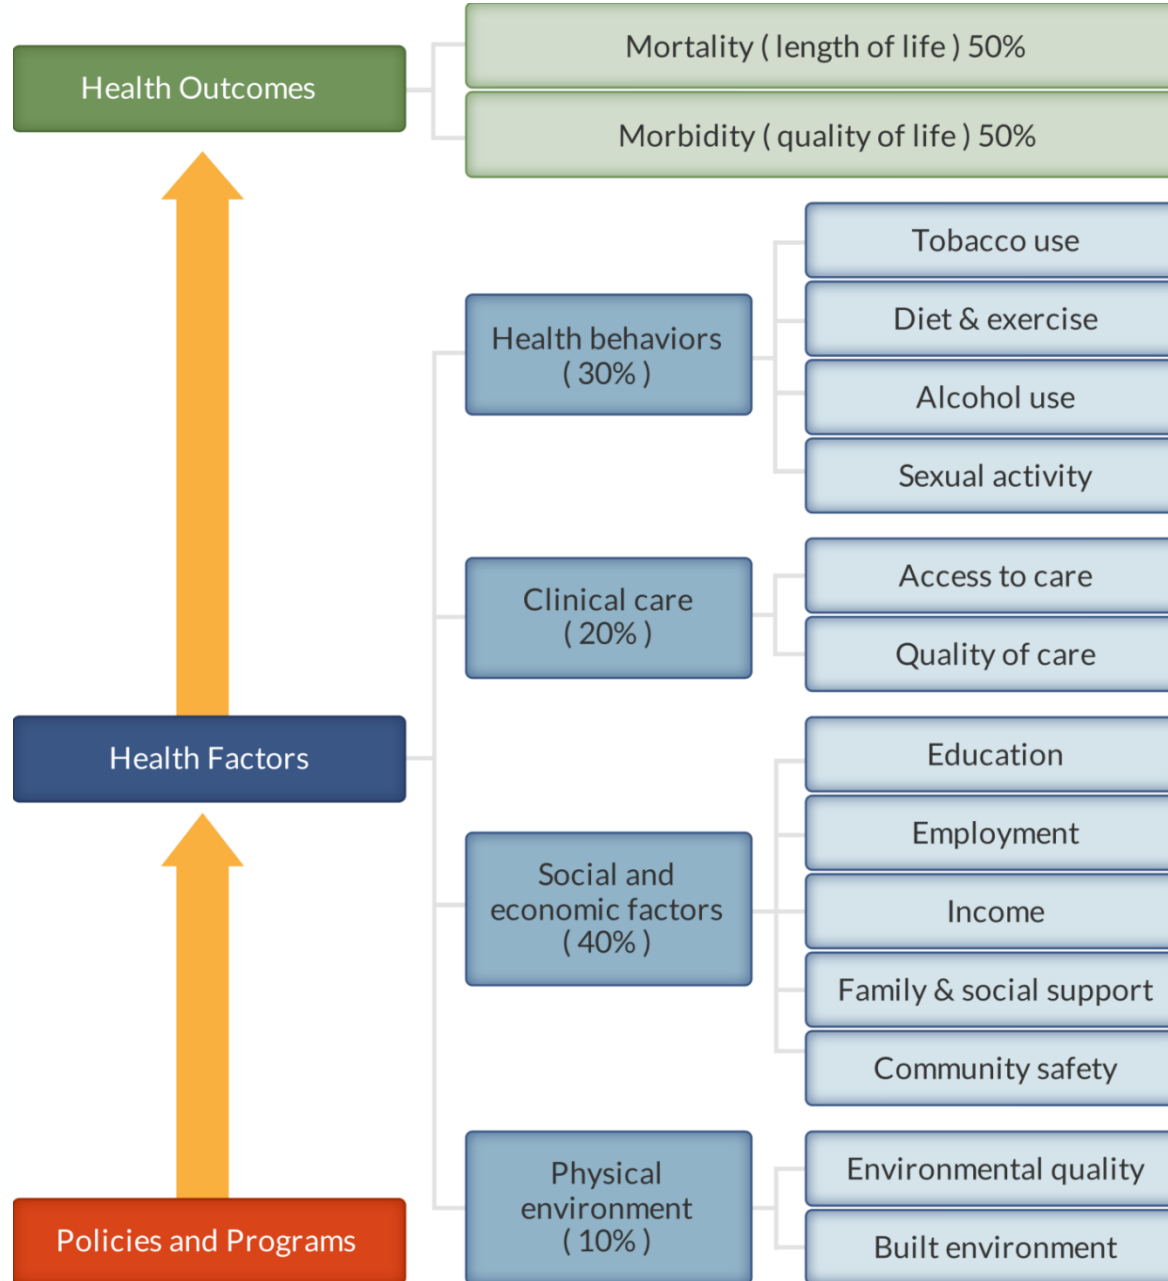 Health Outcomes
Mortality ( length of life ) 50%
Morbidity ( quality of life ) 50%
Health Factors
Health behaviors
( 30% )
Tobacco use
Diet & exercise
Alcohol use
Sexual activity
Clinical care
( 20% )
Access to care
Quality of care
Social and
economic factors
( 40% )
Education
Employment
Income
Family & social support
Community safety
Physical
environment
( 10% )
Environmental quality
Built environment
Policies and Programs